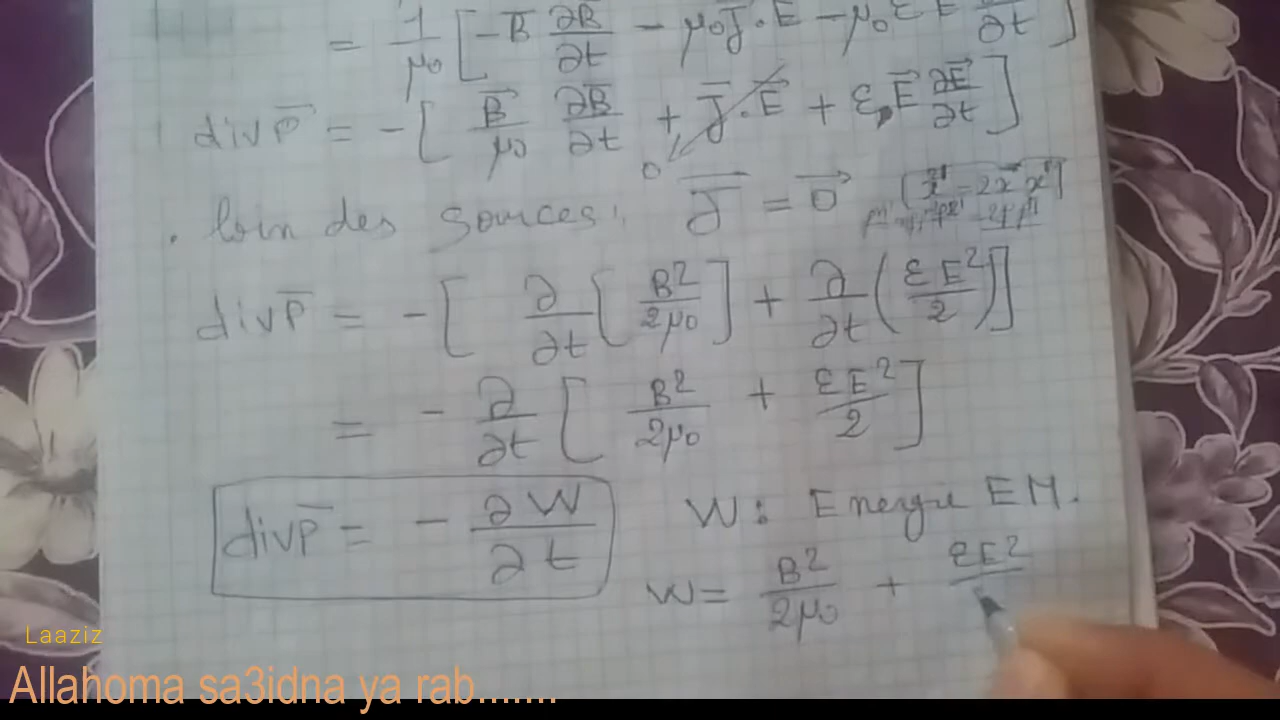 = 1/μ₀ [ -B⃗ ∂B⃗/∂t - μ₀J⃗·E⃗ - μ₀ε E ∂/∂t ]
div P⃗ = -[ B⃗/μ₀ ∂B⃗/∂t + J⃗·E⃗ + ε₀E⃗ ∂E⃗/∂t ]
0
. loin des sources, J⃗ = 0⃗
div P⃗ = -[ ∂/∂t [ B²/2μ₀ ] + ∂/∂t ( εE²/2 ) ]
= - ∂/∂t [ B²/2μ₀ + εE²/2 ]
div P⃗ = - ∂W/∂t W: Energie EM.
W = B²/2μ₀ + εE²
Laaziz
Allahoma sa3idna ya rab.......